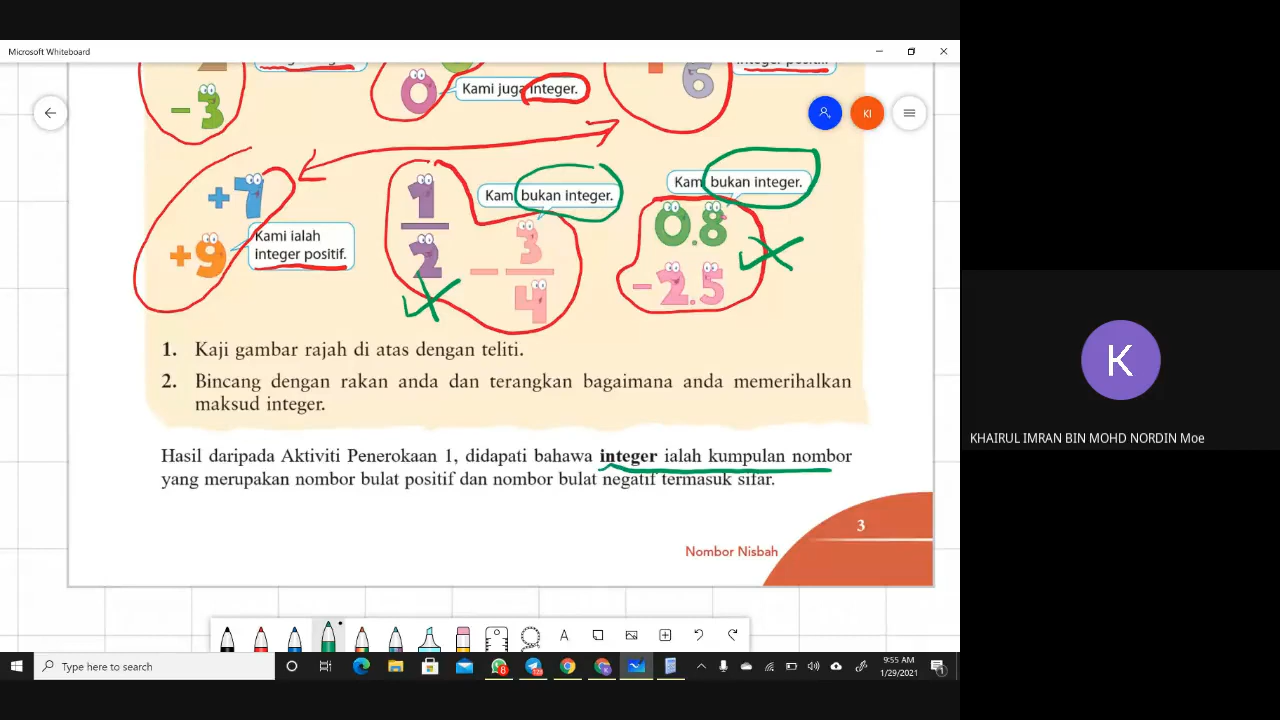 Microsoft Whiteboard
integer positif.
- 3
0
Kami juga integer.
6
KI
+7
1
2
Kami bukan integer.
Kami bukan integer.
0.8
+9
Kami ialah
integer positif.
- 3
4
-2.5
1. Kaji gambar rajah di atas dengan teliti.
2. Bincang dengan rakan anda dan terangkan bagaimana anda memerihalkan
maksud integer.
K
KHAIRUL IMRAN BIN MOHD NORDIN Moe
Hasil daripada Aktiviti Penerokaan 1, didapati bahawa integer ialah kumpulan nombor
yang merupakan nombor bulat positif dan nombor bulat negatif termasuk sifar.
3
Nombor Nisbah
A
Type here to search
9:55 AM
1/29/2021